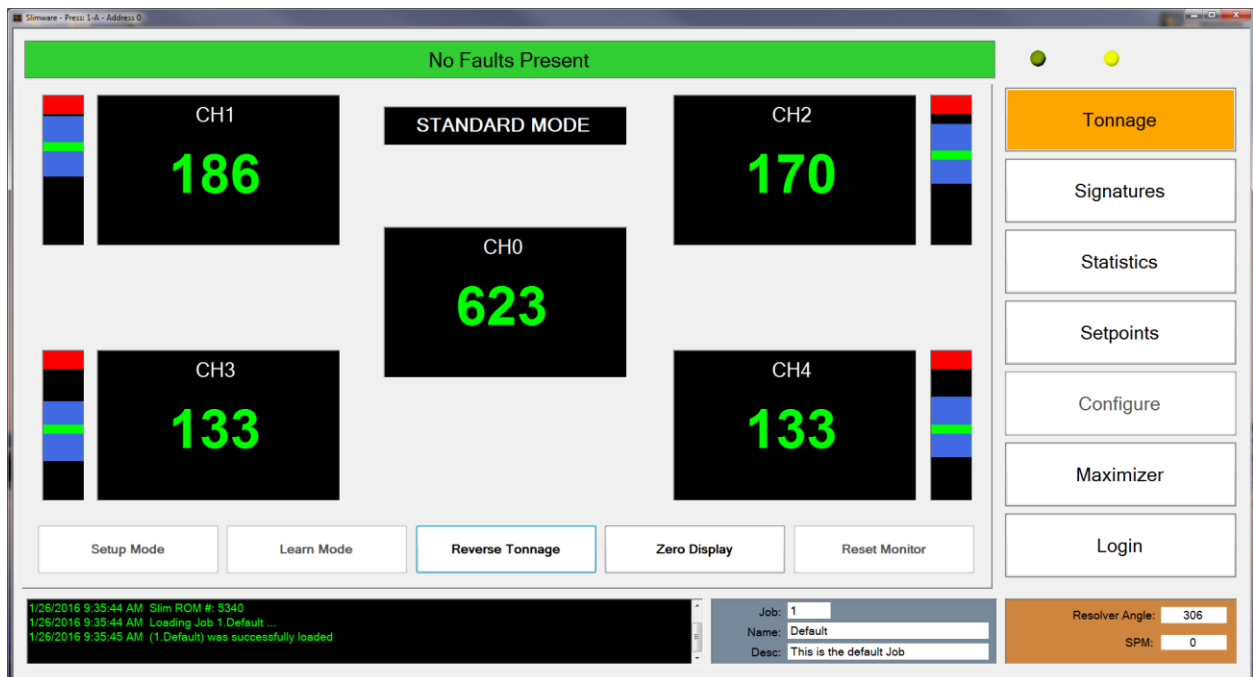 Slimware - Press: 1-A - Address 0
No Faults Present
CH1
186
STANDARD MODE
CH2
170
CH0
623
CH3
133
CH4
133
Setup Mode
Learn Mode
Reverse Tonnage
Zero Display
Reset Monitor
Tonnage
Signatures
Statistics
Setpoints
Configure
Maximizer
Login
1/26/2016 9:35:44 AM Slim ROM #: 5340
1/26/2016 9:35:44 AM Loading Job 1.Default ...
1/26/2016 9:35:45 AM (1.Default) was successfully loaded
Job: 1
Name: Default
Desc: This is the default Job
Resolver Angle: 306
SPM: 0